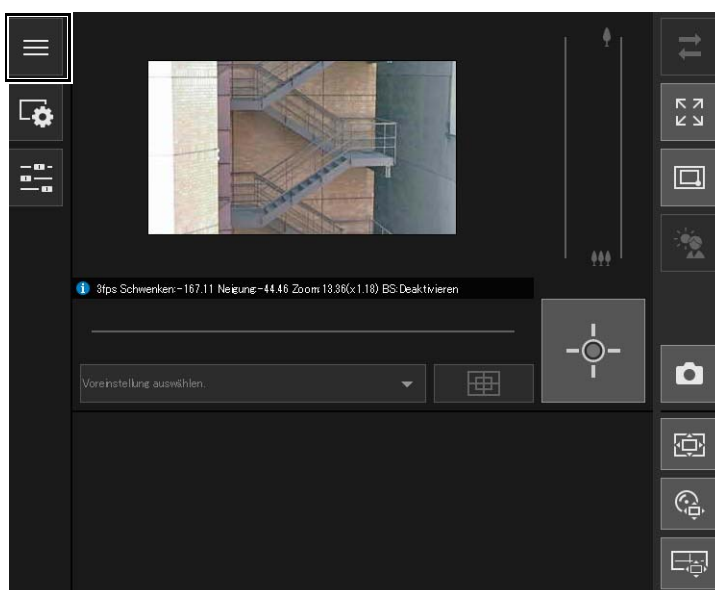 3fps Schwenken:-167.11 Neigung:-44.46 Zoom:13.36(x1.18) BS:Deaktivieren
Voreinstellung auswählen.